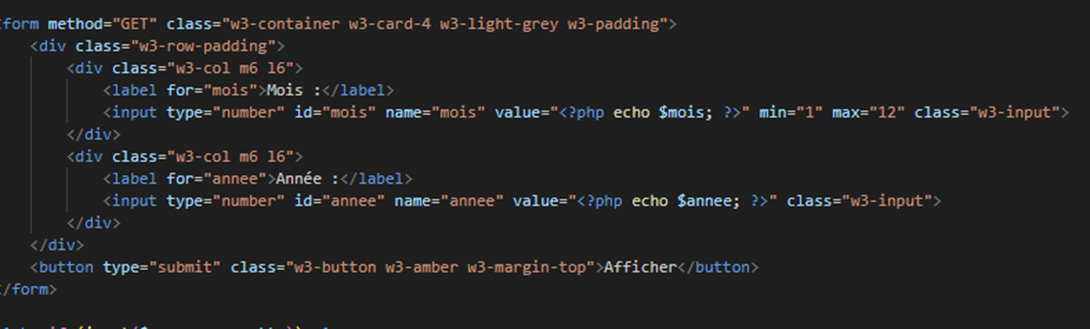 form method="GET" class="w3-container w3-card-4 w3-light-grey w3-padding">
<div class="w3-row-padding">
<div class="w3-col m6 l6">
<label for="mois">Mois :</label>
<input type="number" id="mois" name="mois" value="<?php echo $mois; ?>" min="1" max="12" class="w3-input">
</div>
<div class="w3-col m6 l6">
<label for="annee">Année :</label>
<input type="number" id="annee" name="annee" value="<?php echo $annee; ?>" class="w3-input">
</div>
</div>
<button type="submit" class="w3-button w3-amber w3-margin-top">Afficher</button>
</form>